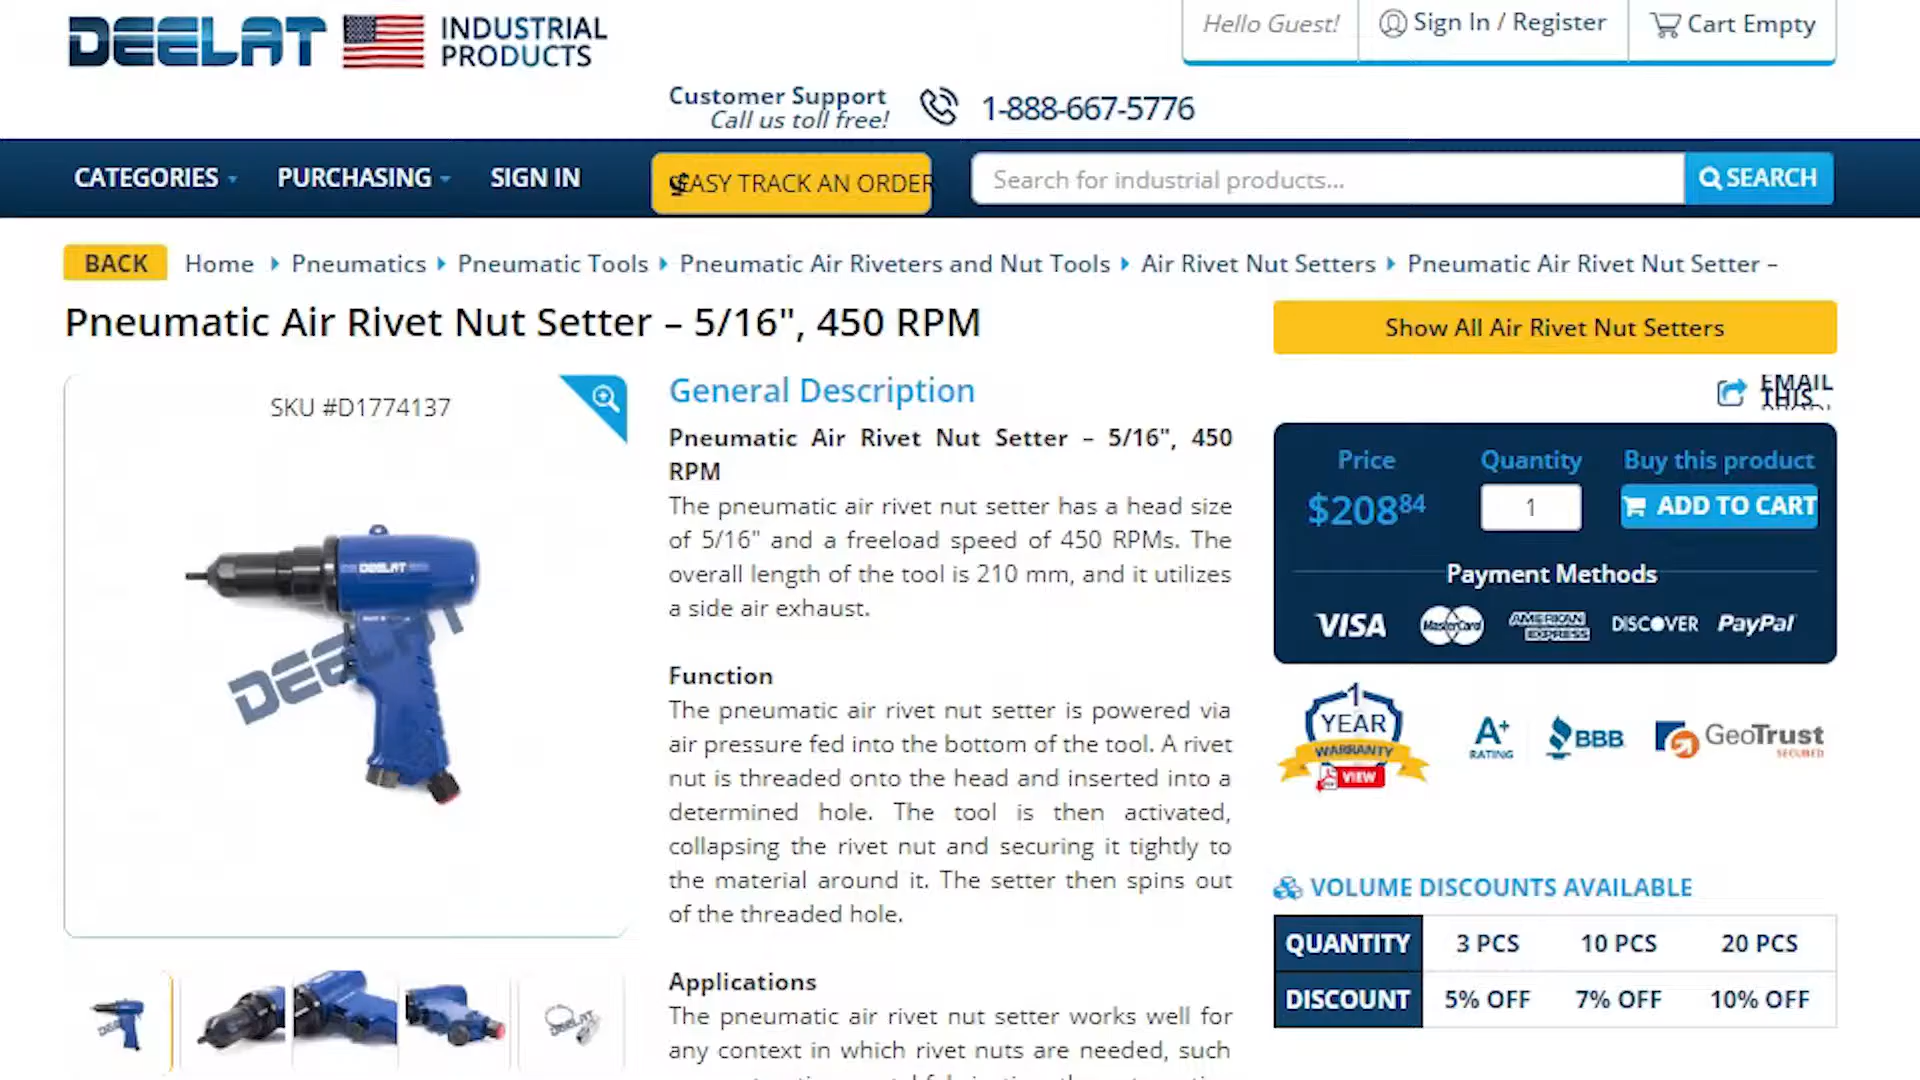 DEELAT
INDUSTRIAL
PRODUCTS
Hello Guest!
Sign In / Register
Cart Empty
Customer Support
Call us toll free!
1-888-667-5776
CATEGORIES
PURCHASING
SIGN IN
EASY TRACK AN ORDER
Search for industrial products...
SEARCH
BACK
Home
Pneumatics
Pneumatic Tools
Pneumatic Air Riveters and Nut Tools
Air Rivet Nut Setters
Pneumatic Air Rivet Nut Setter –
Pneumatic Air Rivet Nut Setter – 5/16", 450 RPM
SKU #D1774137
DEELAT
DEELAT
General Description
Pneumatic Air Rivet Nut Setter – 5/16", 450
RPM
The pneumatic air rivet nut setter has a head size
of 5/16" and a freeload speed of 450 RPMs. The
overall length of the tool is 210 mm, and it utilizes
a side air exhaust.
Function
The pneumatic air rivet nut setter is powered via
air pressure fed into the bottom of the tool. A rivet
nut is threaded onto the head and inserted into a
determined hole. The tool is then activated,
collapsing the rivet nut and securing it tightly to
the material around it. The setter then spins out
of the threaded hole.
Applications
The pneumatic air rivet nut setter works well for
any context in which rivet nuts are needed, such
Show All Air Rivet Nut Setters
EMAIL
THIS
Price
Quantity
Buy this product
$20884
1
ADD TO CART
Payment Methods
VISA
MasterCard
AMERICAN
EXPRESS
DISCOVER
PayPal
1
YEAR
WARRANTY
VIEW
A+
RATING
BBB
GeoTrust
SECURED
VOLUME DISCOUNTS AVAILABLE
QUANTITY 3 PCS 10 PCS 20 PCS
DISCOUNT 5% OFF 7% OFF 10% OFF
DEELAT
DEELAT